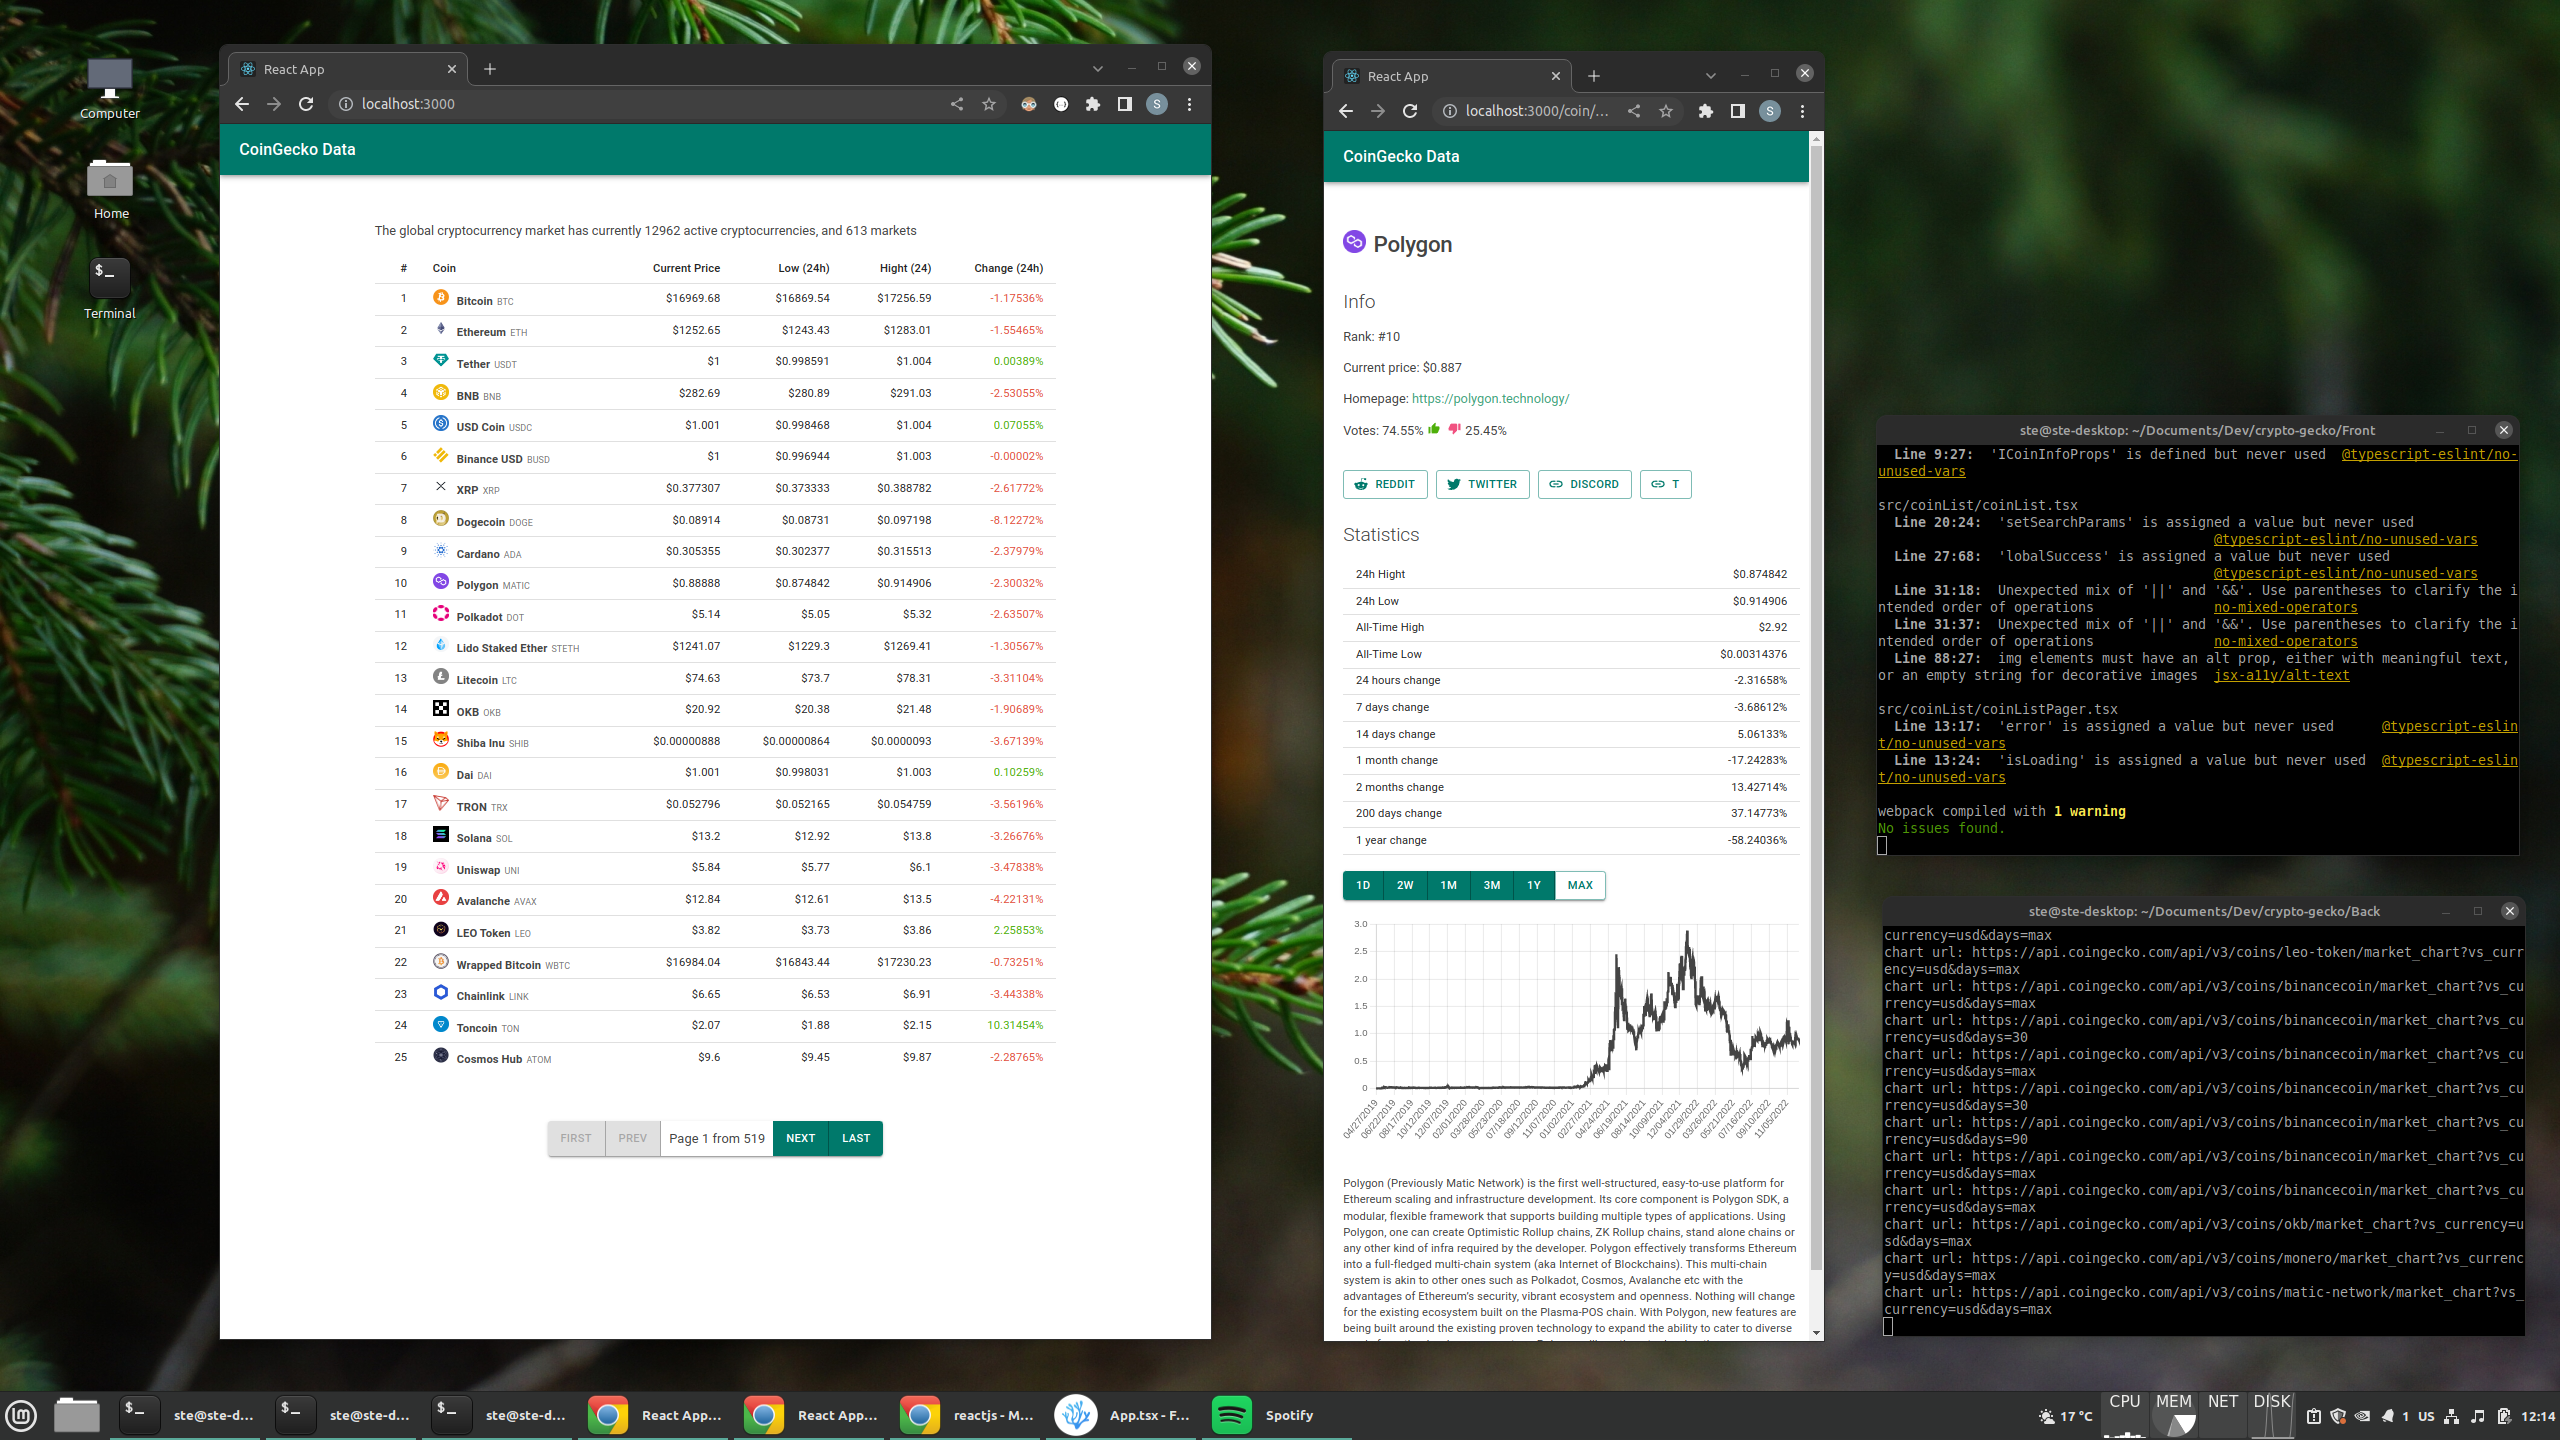 Computer
Home
Terminal
React App
localhost:3000
S
CoinGecko Data
The global cryptocurrency market has currently 12962 active cryptocurrencies, and 613 markets
# Coin Current Price Low (24h) Hight (24) Change (24h)
1 Bitcoin BTC $16969.68 $16869.54 $17256.59 -1.17536%
2 Ethereum ETH $1252.65 $1243.43 $1283.01 -1.55465%
3 Tether USDT $1 $0.998591 $1.004 0.00389%
4 BNB BNB $282.69 $280.89 $291.03 -2.53055%
5 USD Coin USDC $1.001 $0.998468 $1.004 0.07055%
6 Binance USD BUSD $1 $0.996944 $1.003 -0.00002%
7 XRP XRP $0.377307 $0.373333 $0.388782 -2.61772%
8 Dogecoin DOGE $0.08914 $0.08731 $0.097198 -8.12272%
9 Cardano ADA $0.305355 $0.302377 $0.315513 -2.37979%
10 Polygon MATIC $0.88888 $0.874842 $0.914906 -2.30032%
11 Polkadot DOT $5.14 $5.05 $5.32 -2.63507%
12 Lido Staked Ether STETH $1241.07 $1229.3 $1269.41 -1.30567%
13 Litecoin LTC $74.63 $73.7 $78.31 -3.31104%
14 OKB OKB $20.92 $20.38 $21.48 -1.90689%
15 Shiba Inu SHIB $0.00000888 $0.00000864 $0.0000093 -3.67139%
16 Dai DAI $1.001 $0.998031 $1.003 0.10259%
17 TRON TRX $0.052796 $0.052165 $0.054759 -3.56196%
18 Solana SOL $13.2 $12.92 $13.8 -3.26676%
19 Uniswap UNI $5.84 $5.77 $6.1 -3.47838%
20 Avalanche AVAX $12.84 $12.61 $13.5 -4.22131%
21 LEO Token LEO $3.82 $3.73 $3.86 2.25853%
22 Wrapped Bitcoin WBTC $16984.04 $16843.44 $17230.23 -0.73251%
23 Chainlink LINK $6.65 $6.53 $6.91 -3.44338%
24 Toncoin TON $2.07 $1.88 $2.15 10.31454%
25 Cosmos Hub ATOM $9.6 $9.45 $9.87 -2.28765%
FIRST PREV Page 1 from 519 NEXT LAST
React App
localhost:3000/coin/...
S
CoinGecko Data
Polygon
Info
Rank: #10
Current price: $0.887
Homepage: https://polygon.technology/
Votes: 74.55% 25.45%
REDDIT TWITTER DISCORD T
Statistics
24h Hight $0.874842
24h Low $0.914906
All-Time High $2.92
All-Time Low $0.00314376
24 hours change -2.31658%
7 days change -3.68612%
14 days change 5.06133%
1 month change -17.24283%
2 months change 13.42714%
200 days change 37.14773%
1 year change -58.24036%
1D 2W 1M 3M 1Y MAX
3.0
2.5
2.0
1.5
1.0
0.5
0
04/27/2019 06/22/2019 08/17/2019 10/12/2019 12/07/2019 02/01/2020 03/28/2020 05/23/2020 07/18/2020 09/12/2020 11/07/2020 01/02/2021 02/27/2021 04/24/2021 06/19/2021 08/14/2021 10/09/2021 12/04/2021 01/29/2022 03/26/2022 05/21/2022 07/16/2022 09/10/2022 11/05/2022
Polygon (Previously Matic Network) is the first well-structured, easy-to-use platform for
Ethereum scaling and infrastructure development. Its core component is Polygon SDK, a
modular, flexible framework that supports building multiple types of applications. Using
Polygon, one can create Optimistic Rollup chains, ZK Rollup chains, stand alone chains or
any other kind of infra required by the developer. Polygon effectively transforms Ethereum
into a full-fledged multi-chain system (aka Internet of Blockchains). This multi-chain
system is akin to other ones such as Polkadot, Cosmos, Avalanche etc with the
advantages of Ethereum's security, vibrant ecosystem and openness. Nothing will change
for the existing ecosystem built on the Plasma-POS chain. With Polygon, new features are
being built around the existing proven technology to expand the ability to cater to diverse
ste@ste-desktop: ~/Documents/Dev/crypto-gecko/Front
Line 9:27: 'ICoinInfoProps' is defined but never used @typescript-eslint/no-
unused-vars
src/coinList/coinList.tsx
Line 20:24: 'setSearchParams' is assigned a value but never used
@typescript-eslint/no-unused-vars
Line 27:68: 'lobalSuccess' is assigned a value but never used
@typescript-eslint/no-unused-vars
Line 31:18: Unexpected mix of '||' and '&&'. Use parentheses to clarify the i
ntended order of operations no-mixed-operators
Line 31:37: Unexpected mix of '||' and '&&'. Use parentheses to clarify the i
ntended order of operations no-mixed-operators
Line 88:27: img elements must have an alt prop, either with meaningful text,
or an empty string for decorative images jsx-a11y/alt-text
src/coinList/coinListPager.tsx
Line 13:17: 'error' is assigned a value but never used @typescript-eslin
t/no-unused-vars
Line 13:24: 'isLoading' is assigned a value but never used @typescript-eslin
t/no-unused-vars
webpack compiled with 1 warning
No issues found.
ste@ste-desktop: ~/Documents/Dev/crypto-gecko/Back
currency=usd&days=max
chart url: https://api.coingecko.com/api/v3/coins/leo-token/market_chart?vs_curr
ency=usd&days=max
chart url: https://api.coingecko.com/api/v3/coins/binancecoin/market_chart?vs_cu
rrency=usd&days=max
chart url: https://api.coingecko.com/api/v3/coins/binancecoin/market_chart?vs_cu
rrency=usd&days=30
chart url: https://api.coingecko.com/api/v3/coins/binancecoin/market_chart?vs_cu
rrency=usd&days=max
chart url: https://api.coingecko.com/api/v3/coins/binancecoin/market_chart?vs_cu
rrency=usd&days=30
chart url: https://api.coingecko.com/api/v3/coins/binancecoin/market_chart?vs_cu
rrency=usd&days=90
chart url: https://api.coingecko.com/api/v3/coins/binancecoin/market_chart?vs_cu
rrency=usd&days=max
chart url: https://api.coingecko.com/api/v3/coins/binancecoin/market_chart?vs_cu
rrency=usd&days=max
chart url: https://api.coingecko.com/api/v3/coins/okb/market_chart?vs_currency=u
sd&days=max
chart url: https://api.coingecko.com/api/v3/coins/monero/market_chart?vs_currenc
y=usd&days=max
chart url: https://api.coingecko.com/api/v3/coins/matic-network/market_chart?vs_
currency=usd&days=max
ste@ste-d... ste@ste-d... ste@ste-d... React App... React App... reactjs - M... App.tsx - F... Spotify 17 °C CPU MEM NET DISK 1 US 12:14